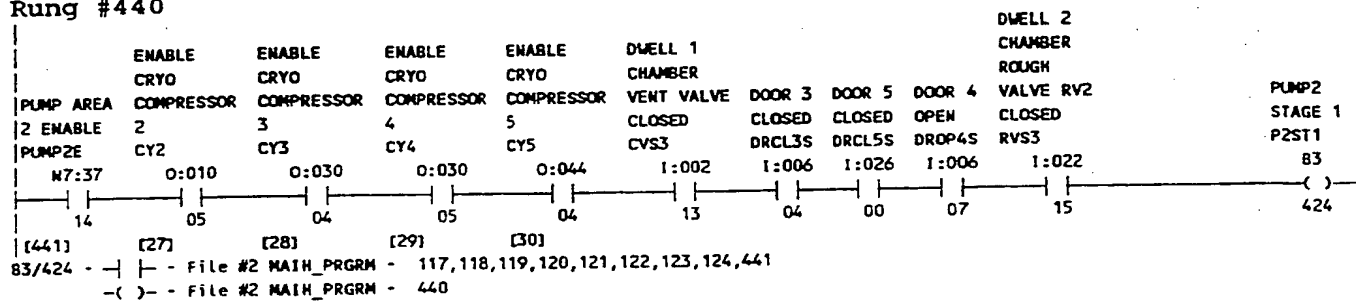 Rung #440
DWELL 2
ENABLE ENABLE ENABLE ENABLE DWELL 1 CHAMBER
CRYO CRYO CRYO CRYO CHAMBER ROUGH
PUMP AREA COMPRESSOR COMPRESSOR COMPRESSOR COMPRESSOR VENT VALVE DOOR 3 DOOR 5 DOOR 4 VALVE RV2 PUMP2
2 ENABLE 2 3 4 5 CLOSED CLOSED CLOSED OPEN CLOSED STAGE 1
PUMP2E CY2 CY3 CY4 CY5 CVS3 DRCL3S DRCL5S DROP4S RVS3 P2ST1
N7:37 O:010 O:030 O:030 O:044 I:002 I:006 I:026 I:006 I:022 B3
14 05 04 05 04 13 04 00 07 15 424
[441] [27] [28] [29] [30]
B3/424 - ─┤ ├─ - File #2 MAIN_PRGRM - 117,118,119,120,121,122,123,124,441
-( )- - File #2 MAIN_PRGRM - 440